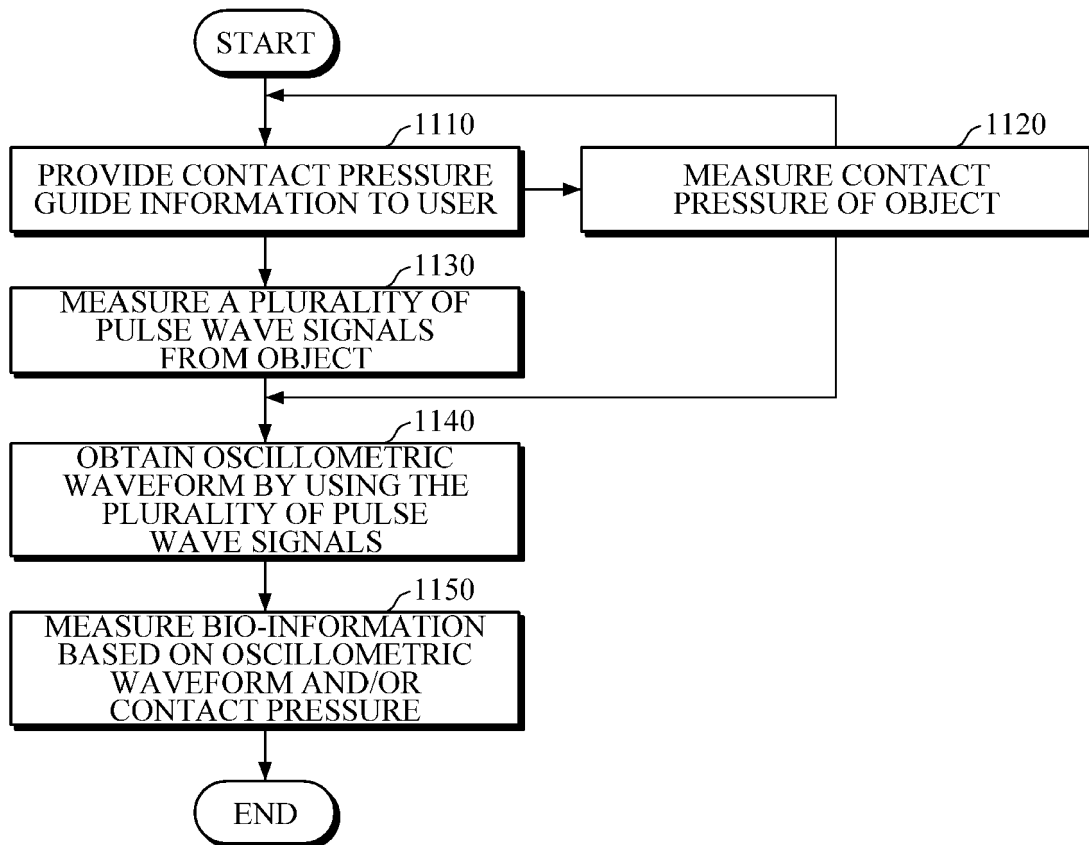 START
1110
PROVIDE CONTACT PRESSURE
GUIDE INFORMATION TO USER
1120
MEASURE CONTACT
PRESSURE OF OBJECT
1130
MEASURE A PLURALITY OF
PULSE WAVE SIGNALS
FROM OBJECT
1140
OBTAIN OSCILLOMETRIC
WAVEFORM BY USING THE
PLURALITY OF PULSE
WAVE SIGNALS
1150
MEASURE BIO-INFORMATION
BASED ON OSCILLOMETRIC
WAVEFORM AND/OR
CONTACT PRESSURE
END